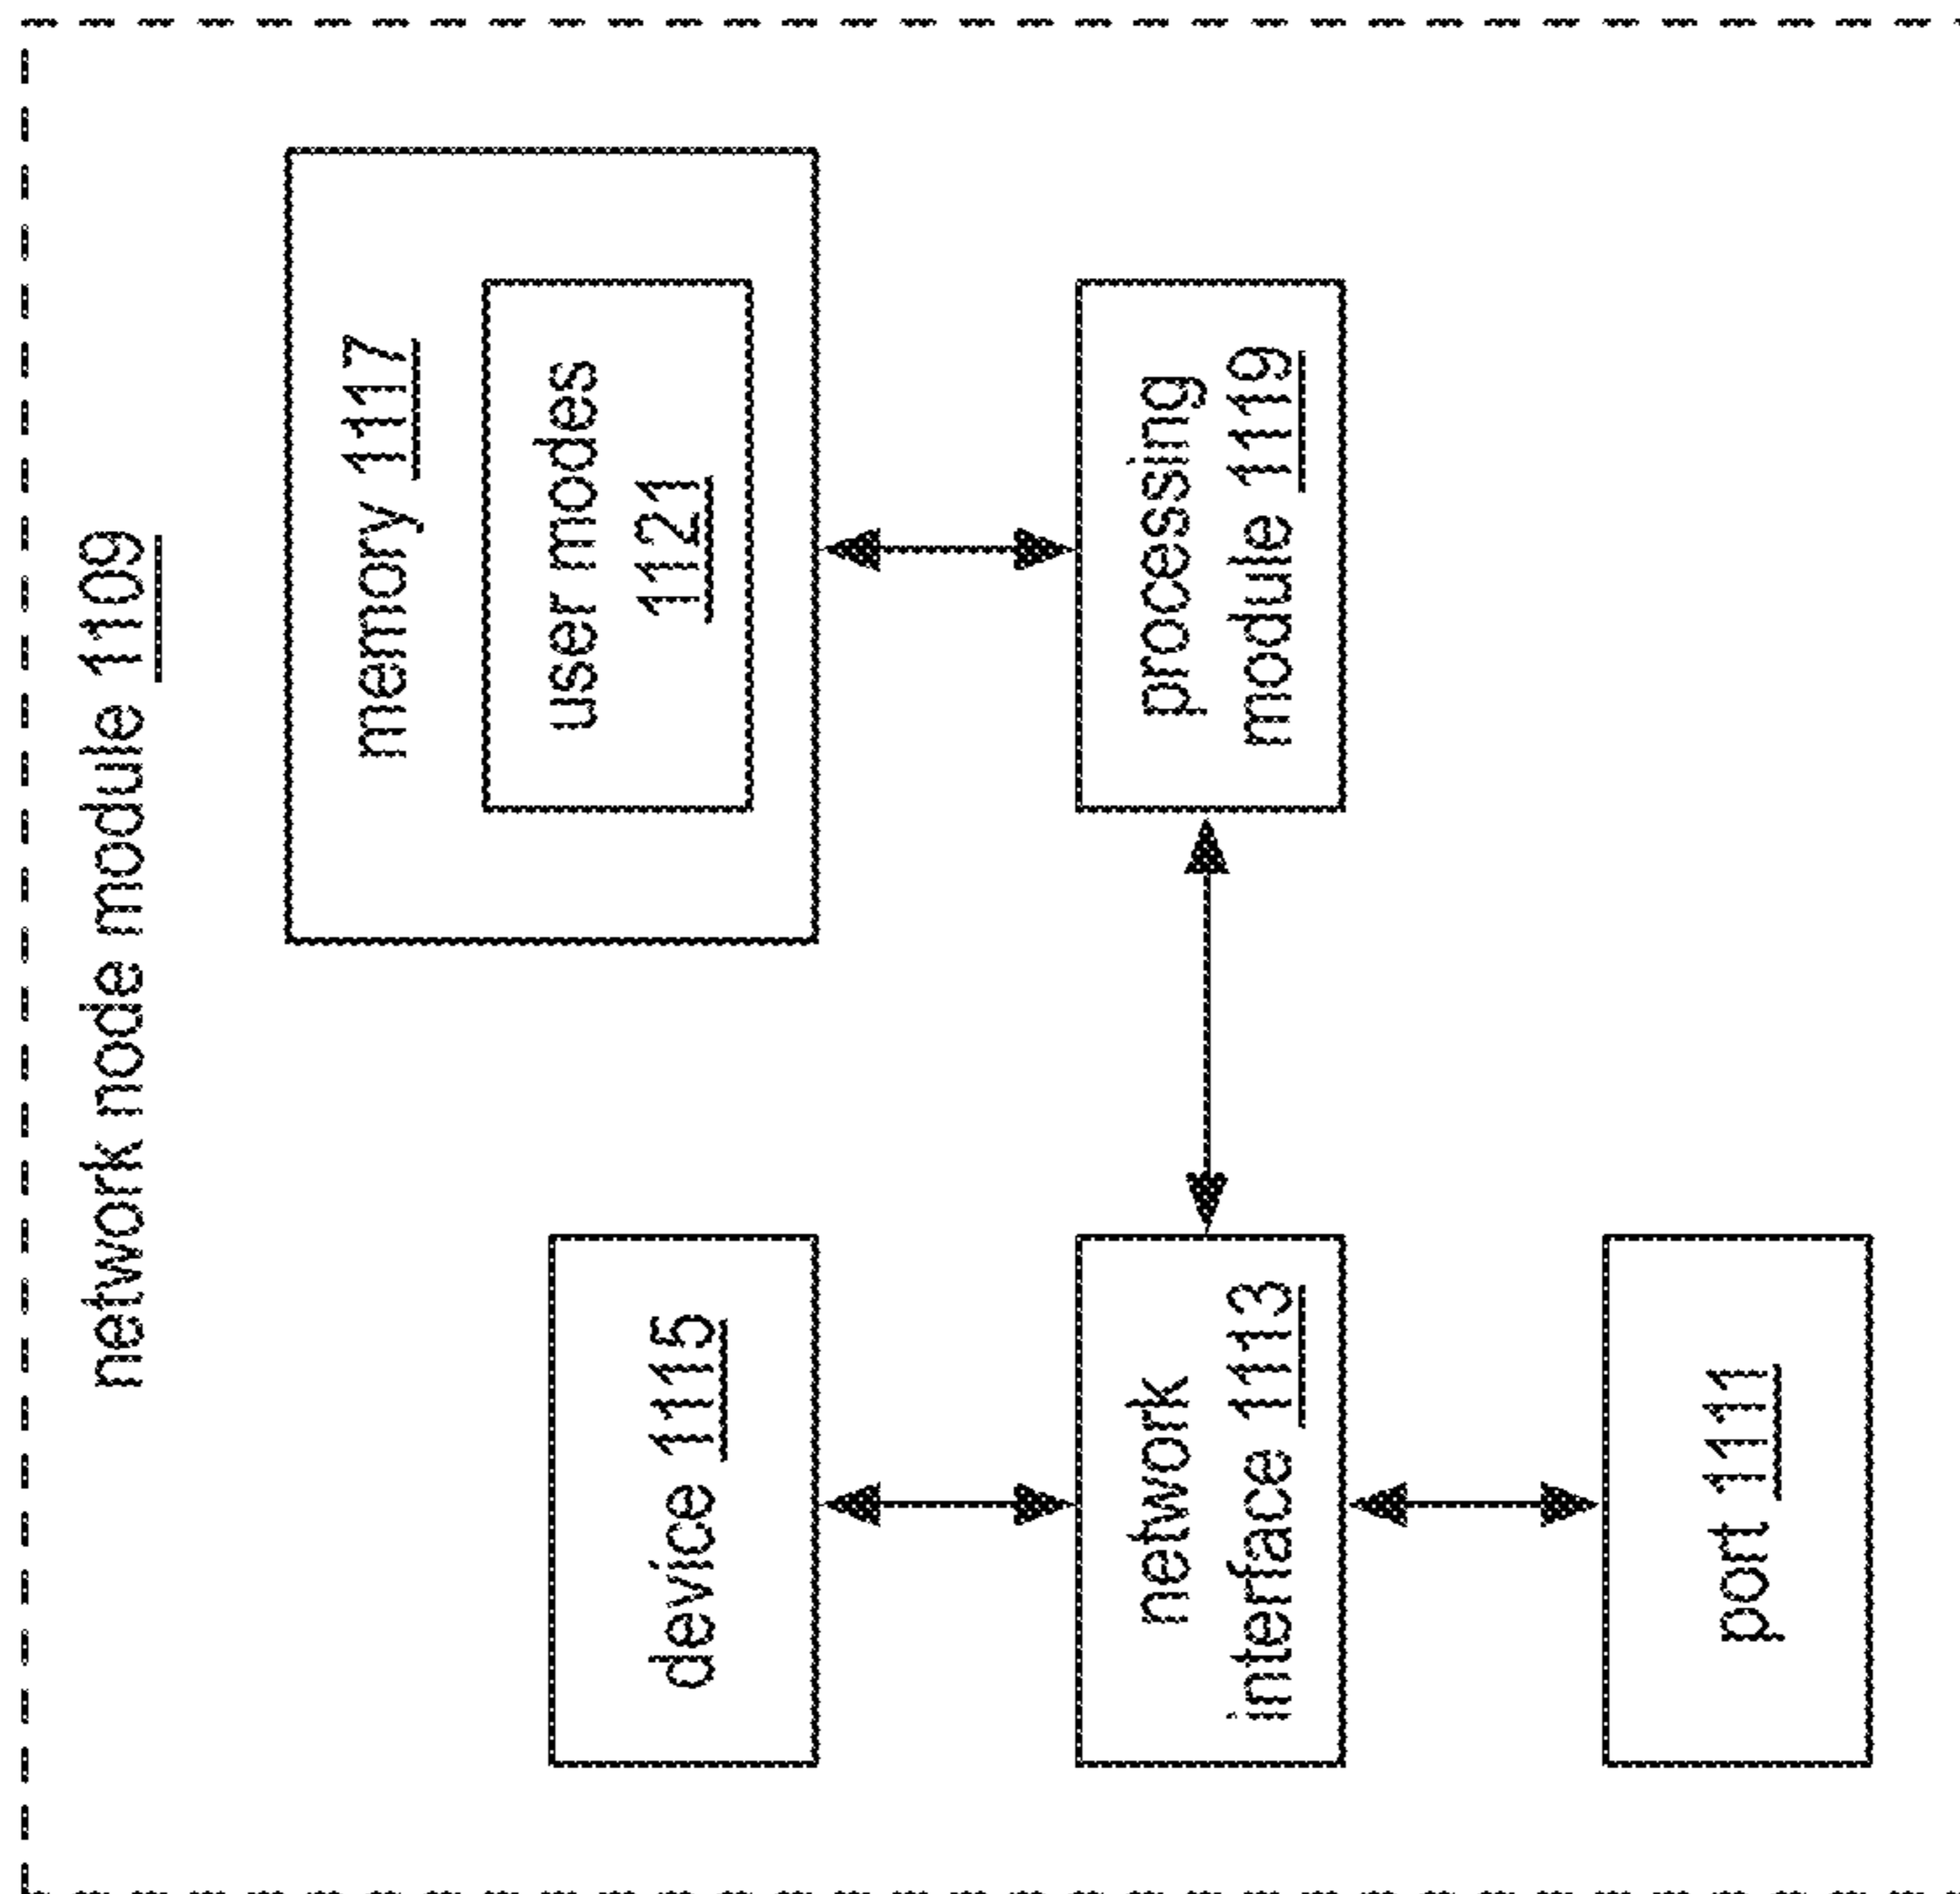 network node module 1109
memory 1117
user modes
1121
device 1115
processing
module 1119
network
interface 1113
port 1111